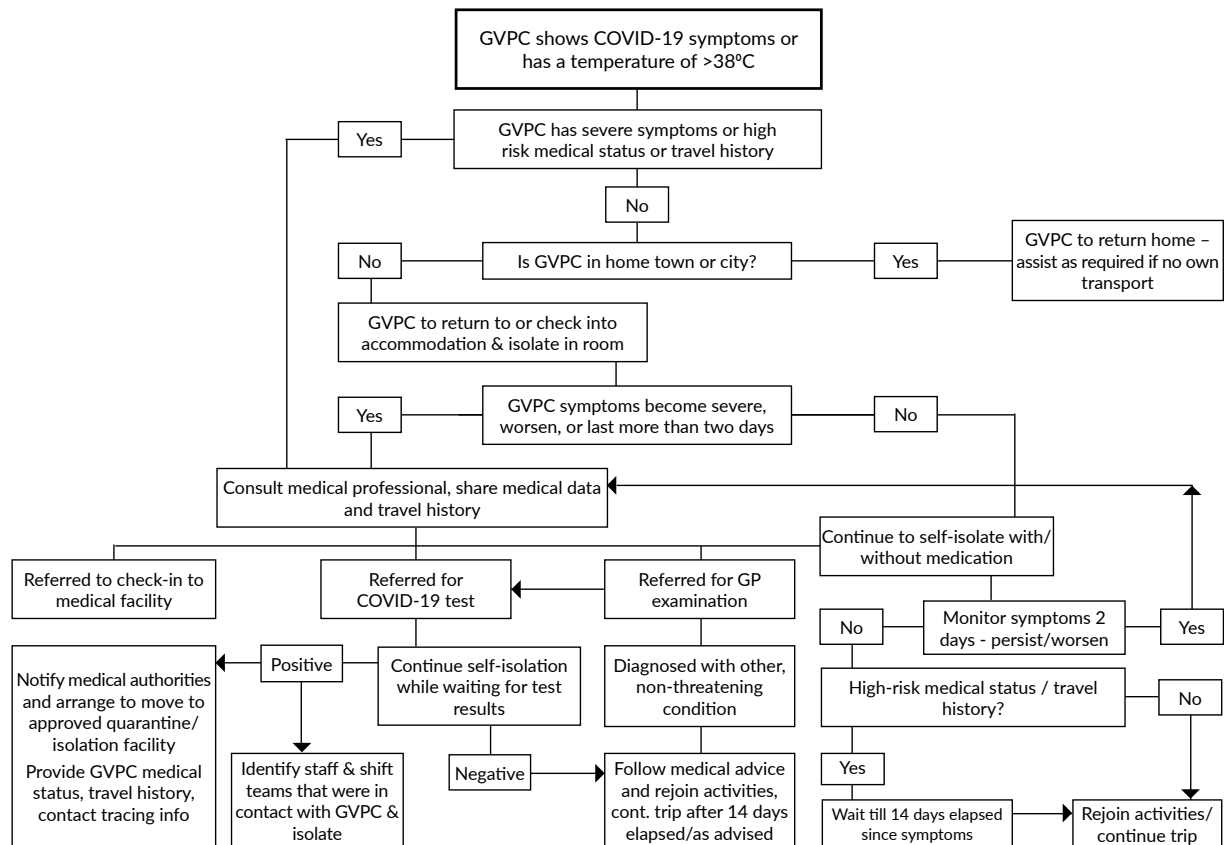 GVPC shows COVID-19 symptoms or
has a temperature of >38ºC
Yes
GVPC has severe symptoms or high
risk medical status or travel history
No
No
Is GVPC in home town or city?
Yes
GVPC to return home –
assist as required if no own
transport
GVPC to return to or check into
accommodation & isolate in room
Yes
GVPC symptoms become severe,
worsen, or last more than two days
No
Consult medical professional, share medical data
and travel history
Continue to self-isolate with/
without medication
Referred to check-in to
medical facility
Referred for
COVID-19 test
Referred for GP
examination
No
Monitor symptoms 2
days - persist/worsen
Yes
Notify medical authorities
and arrange to move to
approved quarantine/
isolation facility
Provide GVPC medical
status, travel history,
contact tracing info
Positive
Continue self-isolation
while waiting for test
results
Diagnosed with other,
non-threatening
condition
High-risk medical status / travel
history?
No
Identify staff & shift
teams that were in
contact with GVPC &
isolate
Negative
Follow medical advice
and rejoin activities,
cont. trip after 14 days
elapsed/as advised
Yes
Wait till 14 days elapsed
since symptoms
Rejoin activities/
continue trip